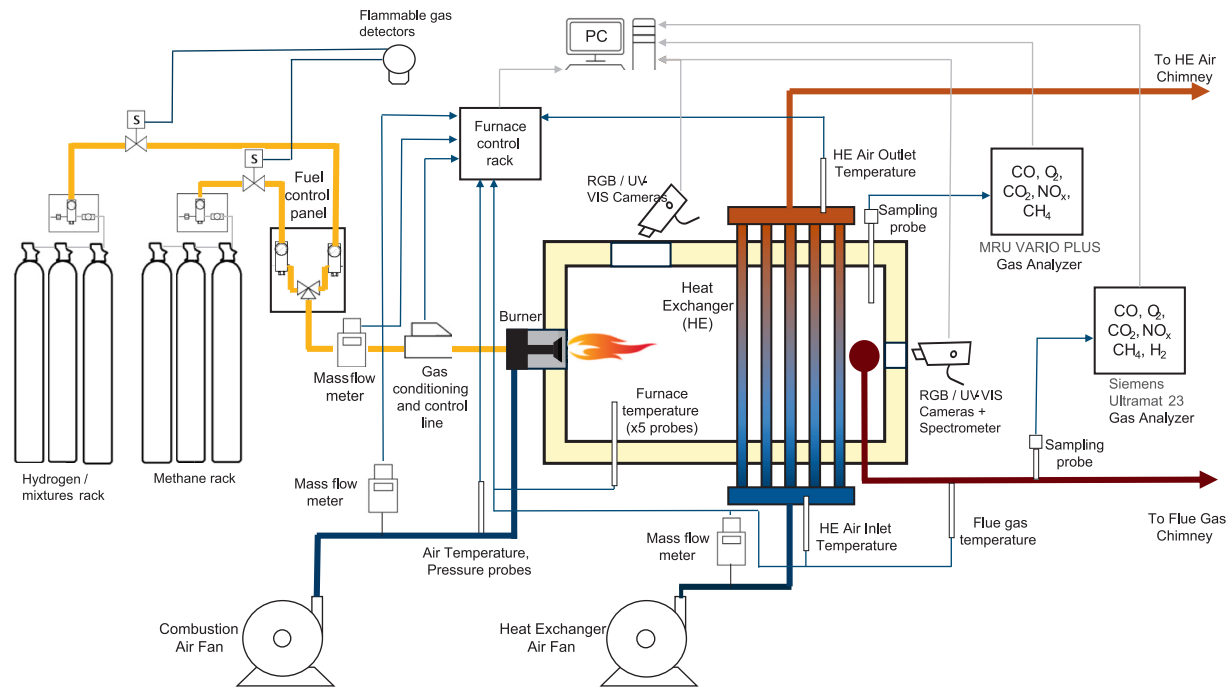 Flammable gas
detectors
PC
To HE Air
Chimney
S
S
Furnace
control
rack
Fuel
control
panel
RGB / UV-
VIS Cameras
HE Air Outlet
Temperature
Sampling
probe
CO, O2,
CO2, NOx,
CH4
MRU VARIO PLUS
Gas Analyzer
Heat
Exchanger
(HE)
Burner
CO, O2,
CO2, NOx
CH4, H2
Siemens
Ultramat 23
Gas Analyzer
Mass flow
meter
Gas
conditioning
and control
line
Furnace
temperature
(x5 probes)
RGB / UV-VIS
Cameras +
Spectrometer
Sampling
probe
Hydrogen /
mixtures rack
Methane rack
Mass flow
meter
Air Temperature,
Pressure probes
Mass flow
meter
HE Air Inlet
Temperature
Flue gas
temperature
To Flue Gas
Chimney
Combustion
Air Fan
Heat Exchanger
Air Fan